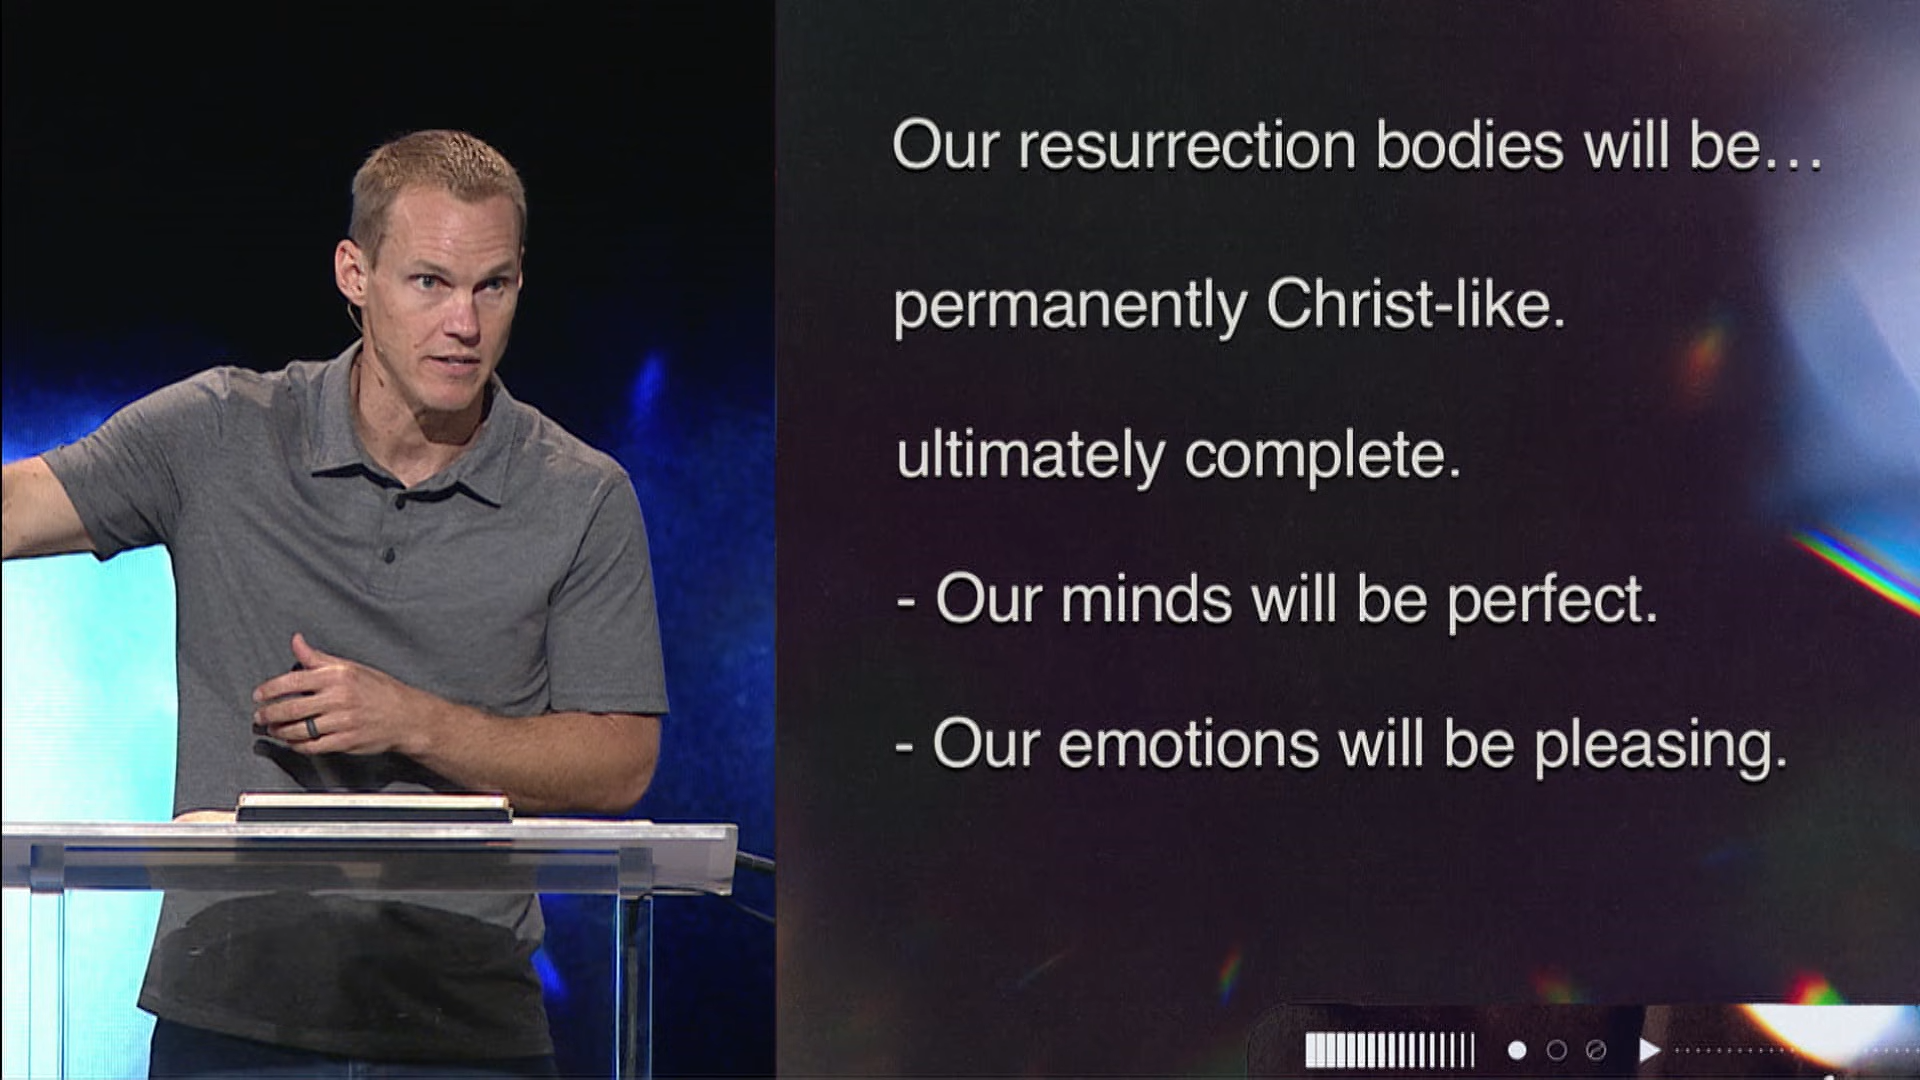 Our resurrection bodies will be…
permanently Christ-like.
ultimately complete.
- Our minds will be perfect.
- Our emotions will be pleasing.